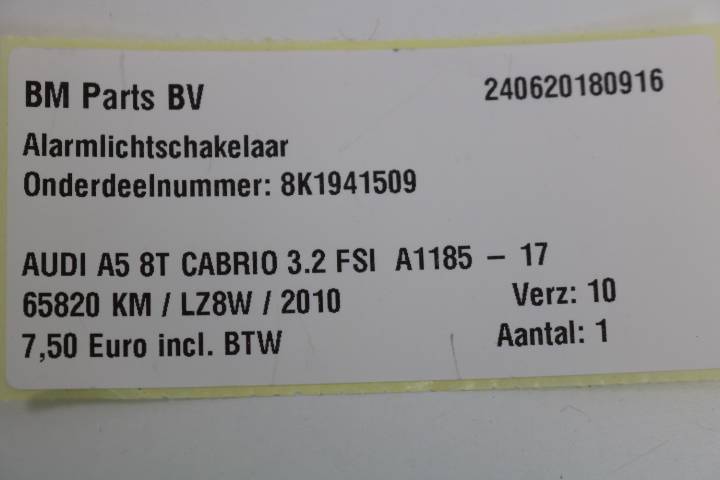 BM Parts BV 240620180916
Alarmlichtschakelaar
Onderdeelnummer: 8K1941509
AUDI A5 8T CABRIO 3.2 FSI A1185 - 17
65820 KM / LZ8W / 2010 Verz: 10
7,50 Euro incl. BTW Aantal: 1